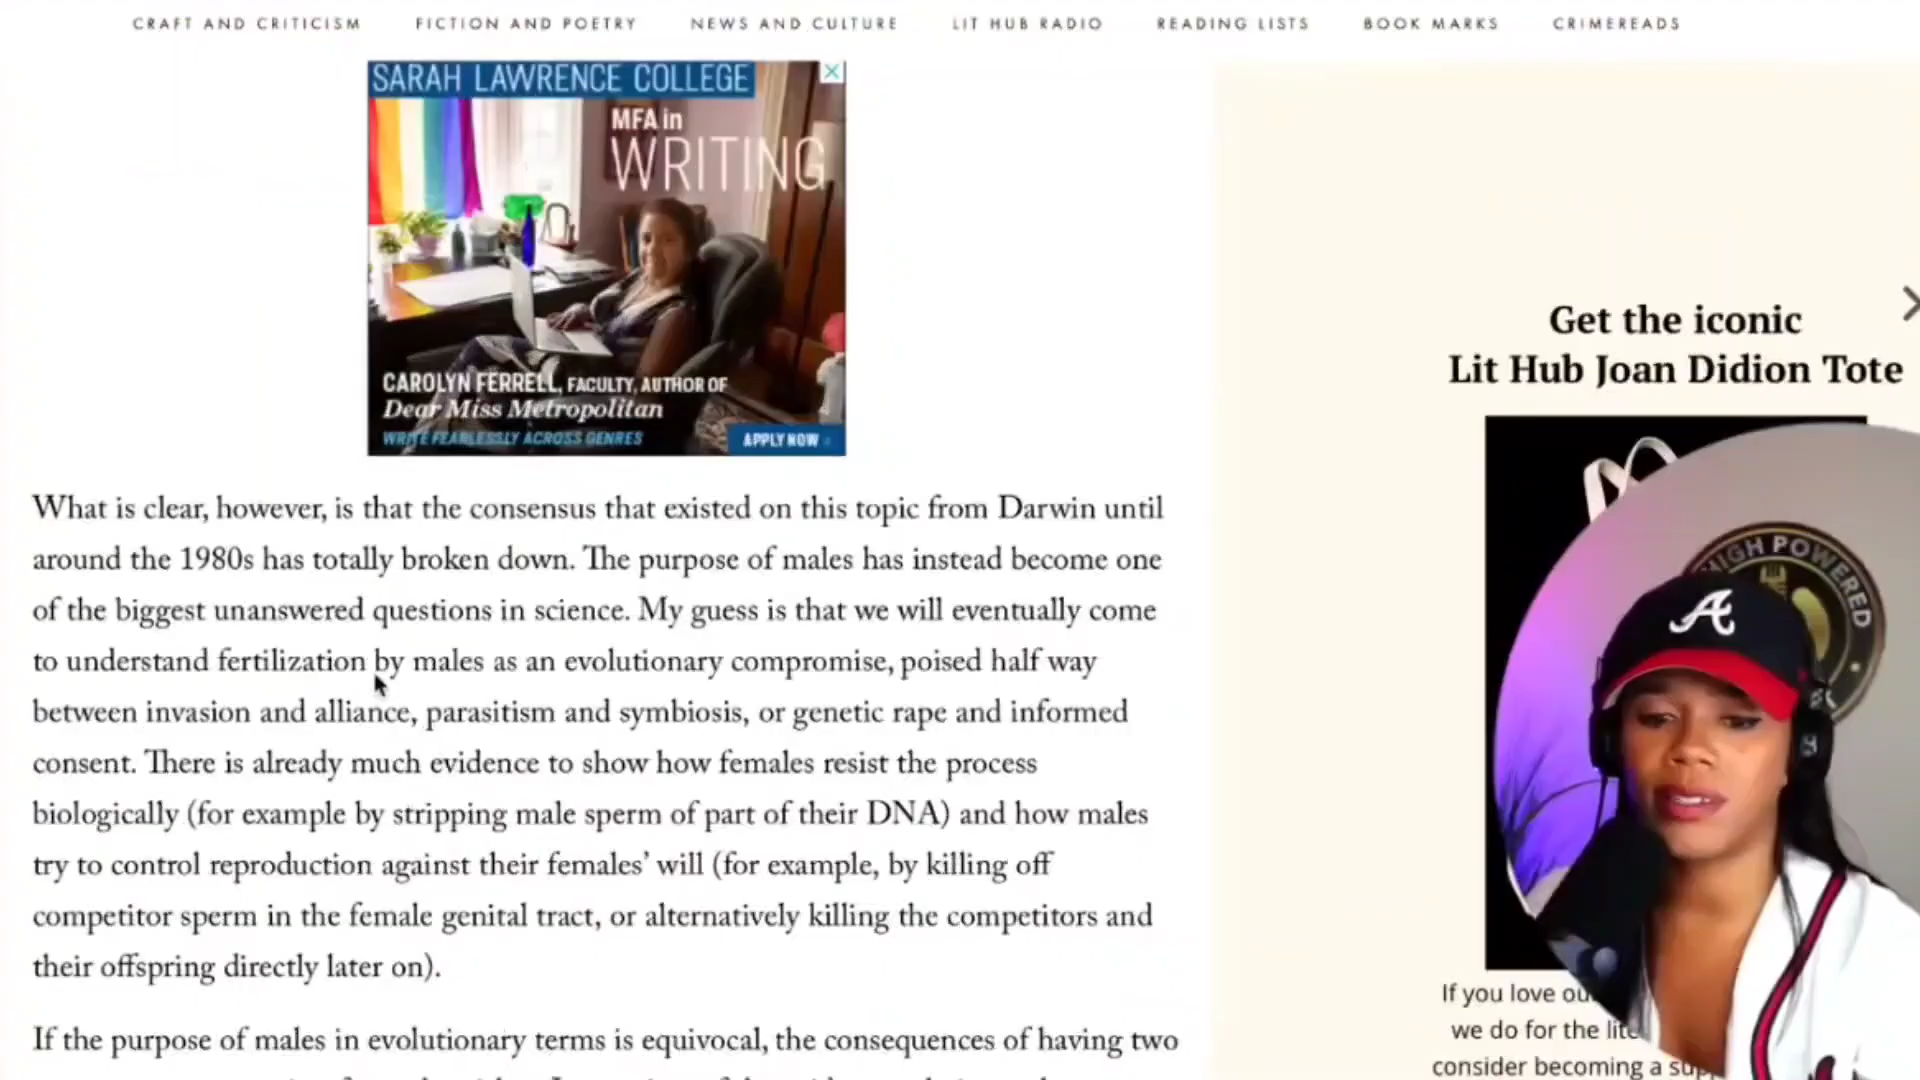 CRAFT AND CRITICISM FICTION AND POETRY NEWS AND CULTURE LIT HUB RADIO READING LISTS BOOK MARKS CRIMEREADS
SARAH LAWRENCE COLLEGE
MFA in
WRITING
CAROLYN FERRELL, FACULTY, AUTHOR OF
Dear Miss Metropolitan
WRITE FEARLESSLY ACROSS GENRES
APPLY NOW
What is clear, however, is that the consensus that existed on this topic from Darwin until
around the 1980s has totally broken down. The purpose of males has instead become one
of the biggest unanswered questions in science. My guess is that we will eventually come
to understand fertilization by males as an evolutionary compromise, poised half way
between invasion and alliance, parasitism and symbiosis, or genetic rape and informed
consent. There is already much evidence to show how females resist the process
biologically (for example by stripping male sperm of part of their DNA) and how males
try to control reproduction against their females’ will (for example, by killing off
competitor sperm in the female genital tract, or alternatively killing the competitors and
their offspring directly later on).
If the purpose of males in evolutionary terms is equivocal, the consequences of having two
Get the iconic
Lit Hub Joan Didion Tote
HIGH POWERED
A
If you love
we do for the
consider becoming a